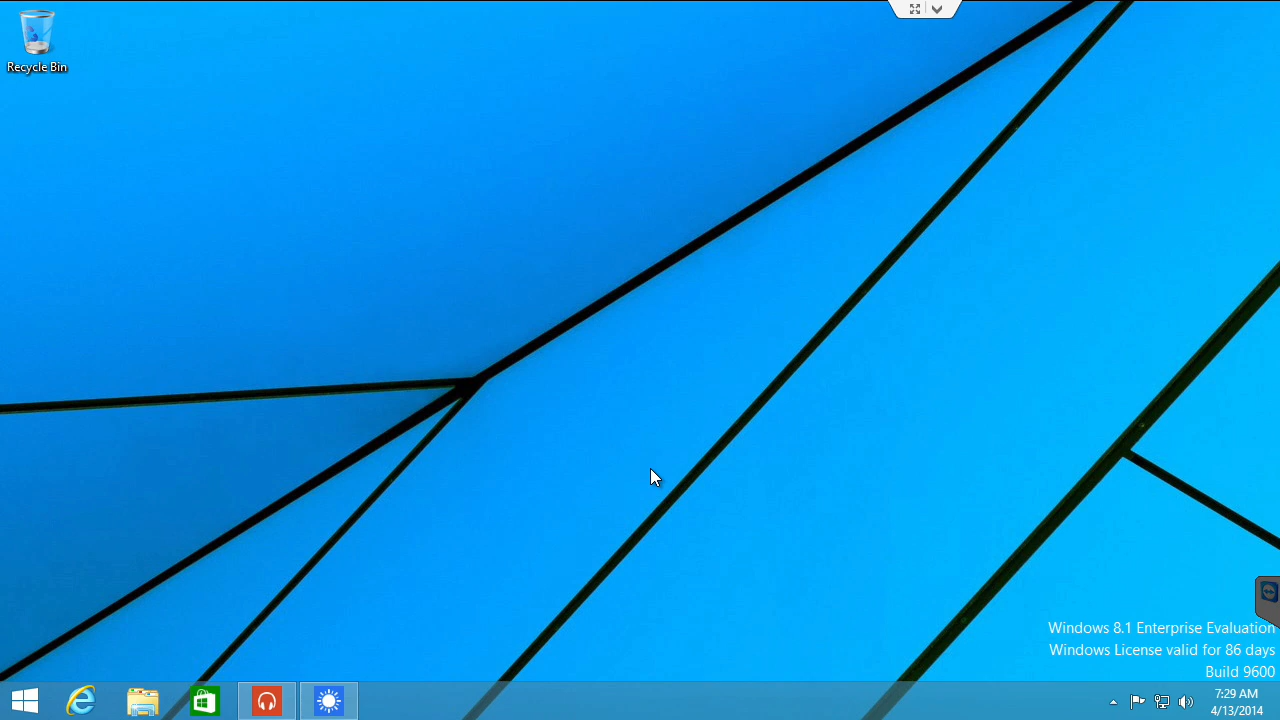 Recycle Bin
Windows 8.1 Enterprise Evaluation
Windows License valid for 86 days
Build 9600
7:29 AM
4/13/2014